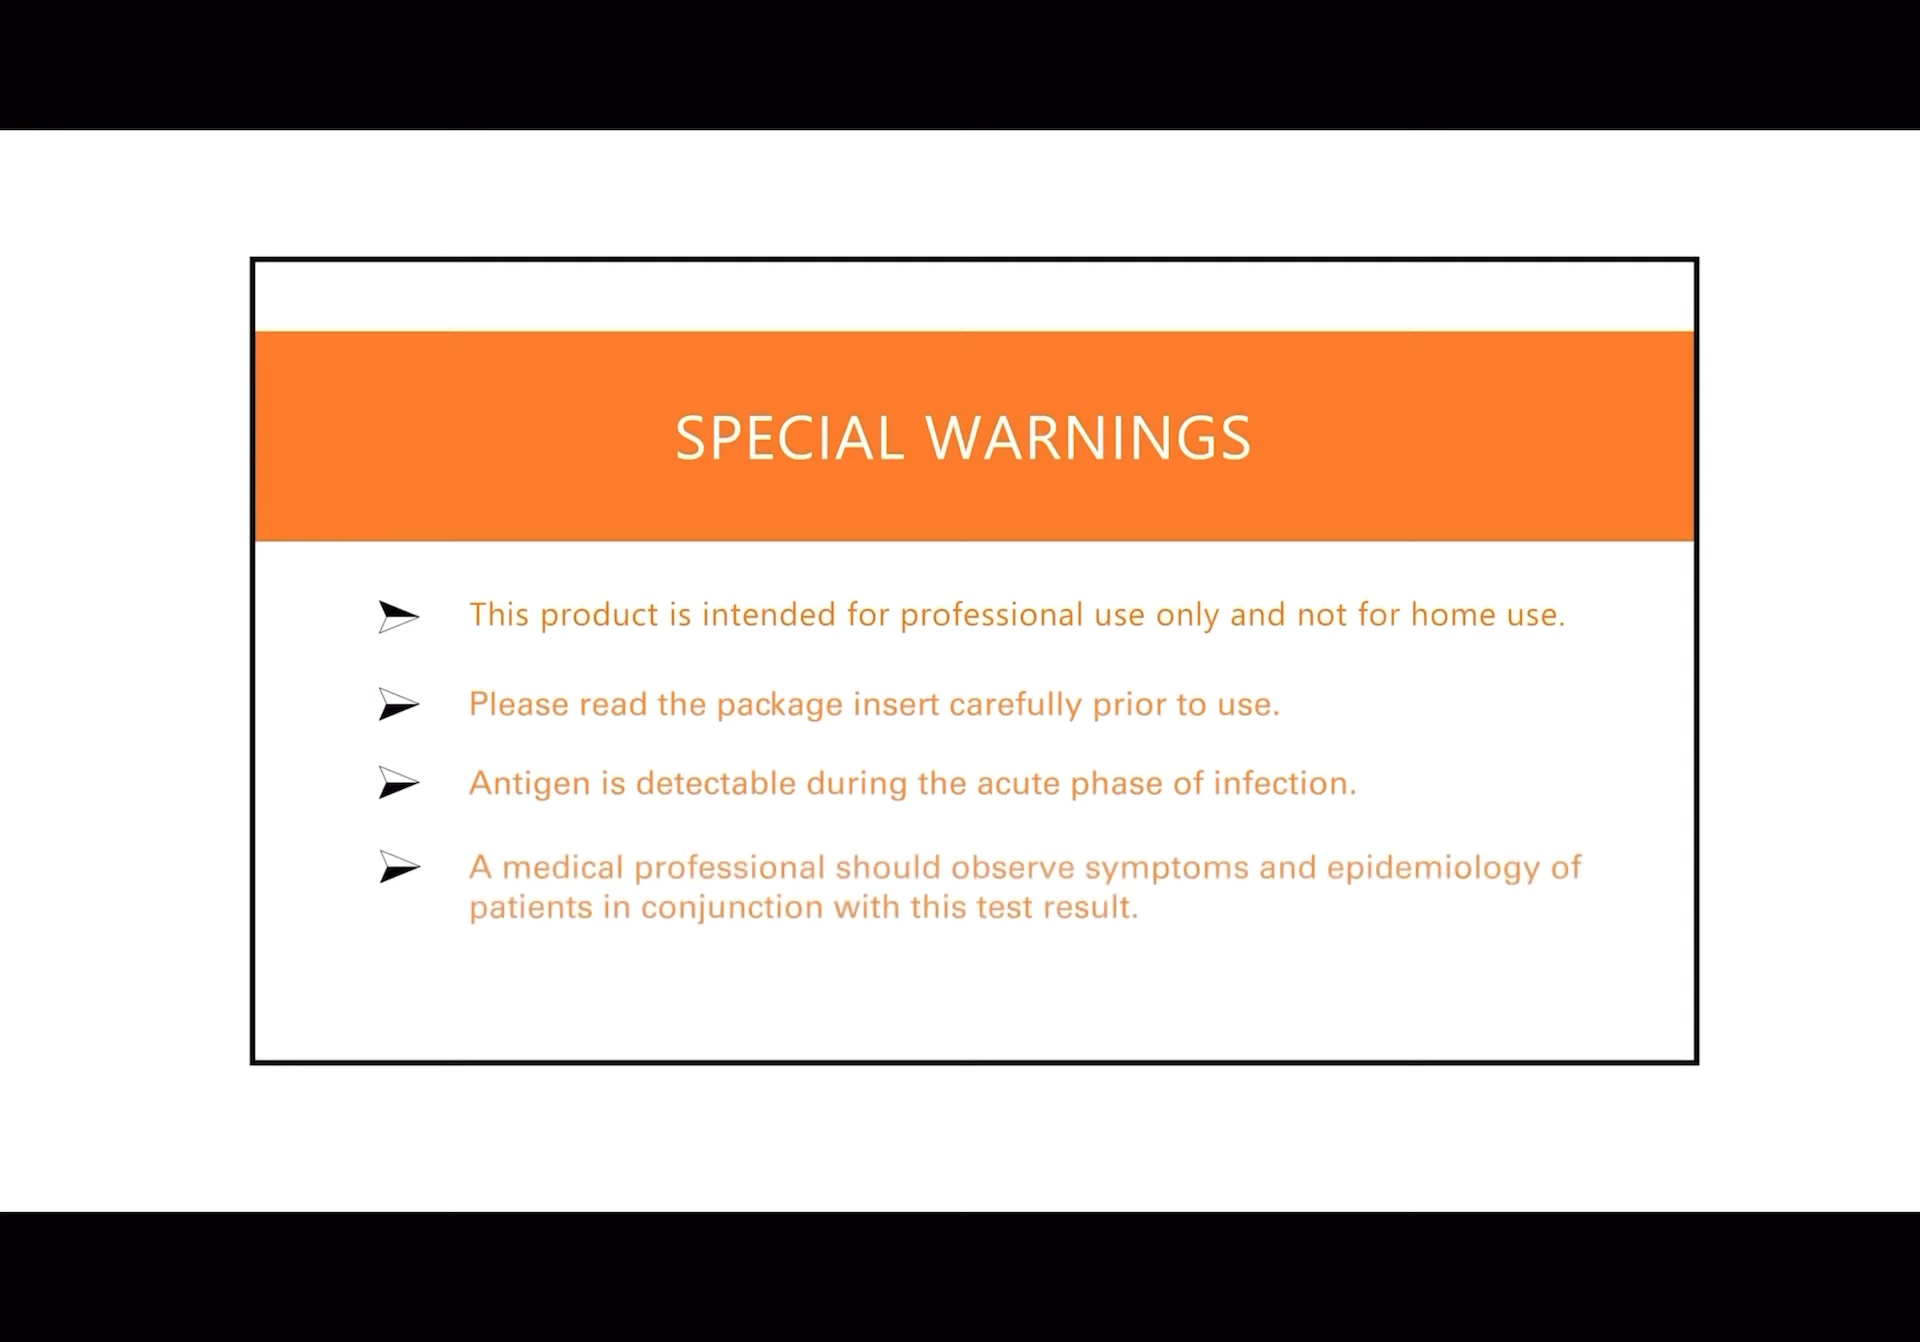 SPECIAL WARNINGS
This product is intended for professional use only and not for home use.
Please read the package insert carefully prior to use.
Antigen is detectable during the acute phase of infection.
A medical professional should observe symptoms and epidemiology of
patients in conjunction with this test result.